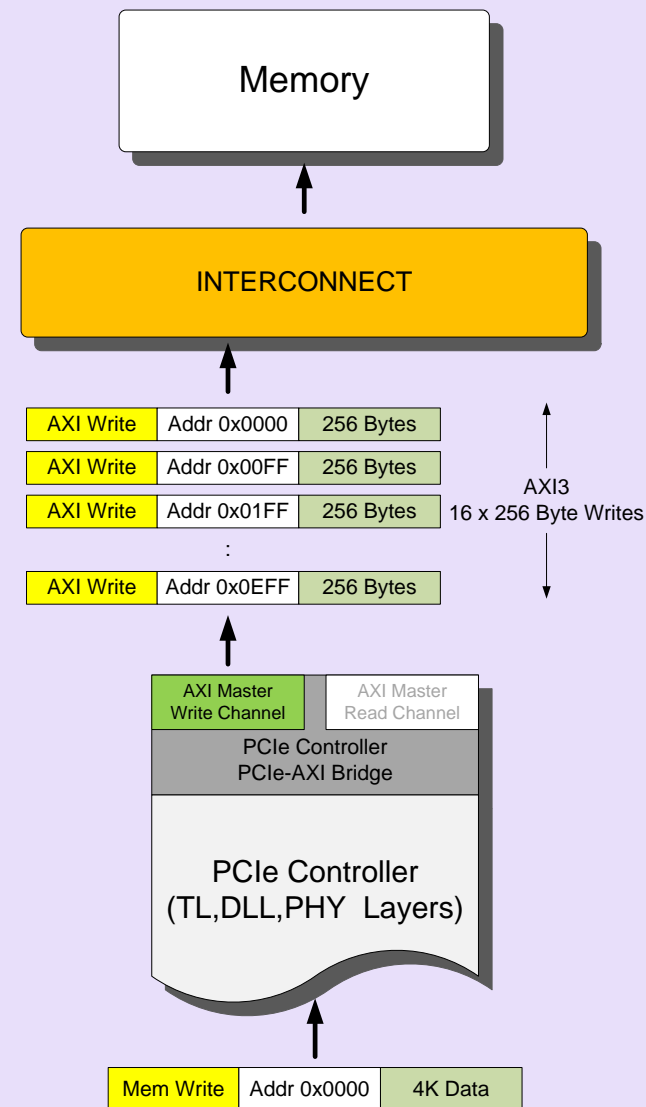 Memory
INTERCONNECT
AXI Write Addr 0x0000 256 Bytes
AXI Write Addr 0x00FF 256 Bytes
AXI Write Addr 0x01FF 256 Bytes
:
AXI Write Addr 0x0EFF 256 Bytes
AXI3
16 x 256 Byte Writes
AXI Master
Write Channel
AXI Master
Read Channel
PCIe Controller
PCIe-AXI Bridge
PCIe Controller
(TL,DLL,PHY Layers)
Mem Write Addr 0x0000 4K Data